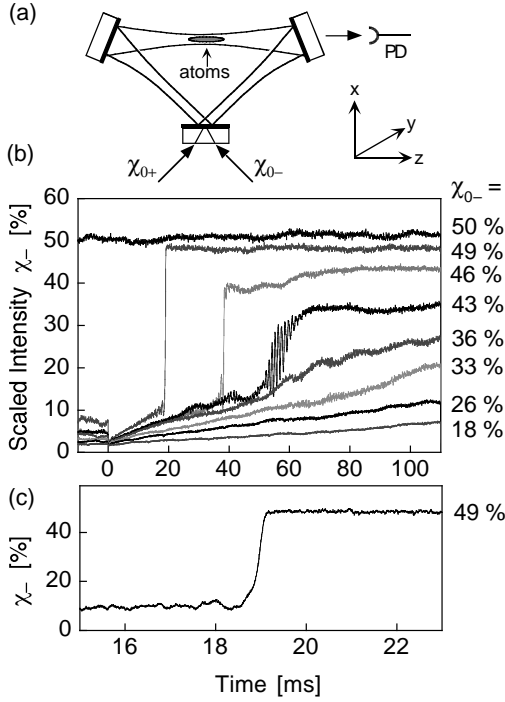 (a)
atoms
PD
x
y
z
χ0+
χ0−
(b)
χ0− =
Scaled Intensity χ− [%]
60
50
40
30
20
10
0
50 %
49 %
46 %
43 %
36 %
33 %
26 %
18 %
0 20 40 60 80 100
(c)
χ− [%]
40
20
0
49 %
16 18 20 22
Time [ms]